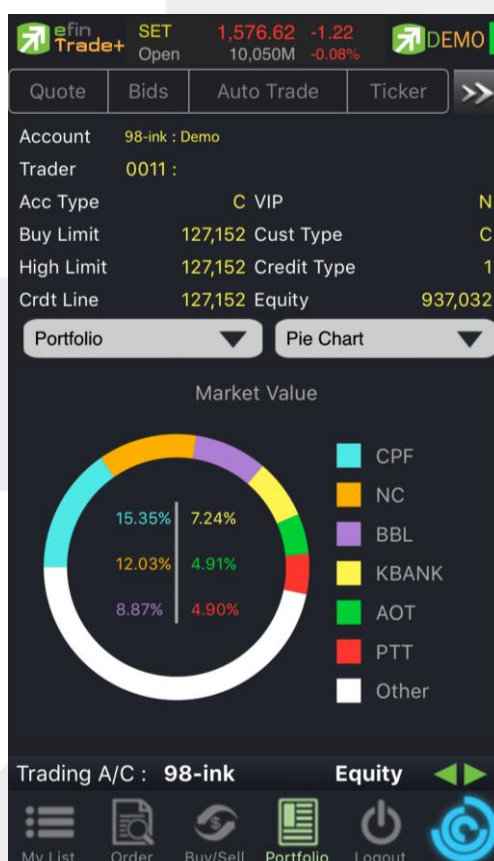 efin
Trade+
SET 1,576.62 -1.22
Open 10,050M -0.08%
DEMO
Quote Bids Auto Trade Ticker
Account 98-ink : Demo
Trader 0011 :
Acc Type C VIP N
Buy Limit 127,152 Cust Type C
High Limit 127,152 Credit Type 1
Crdt Line 127,152 Equity 937,032
Portfolio Pie Chart
Market Value
15.35% 7.24%
12.03% 4.91%
8.87% 4.90%
CPF
NC
BBL
KBANK
AOT
PTT
Other
Trading A/C : 98-ink Equity
My List Order Buy/Sell Portfolio Logout